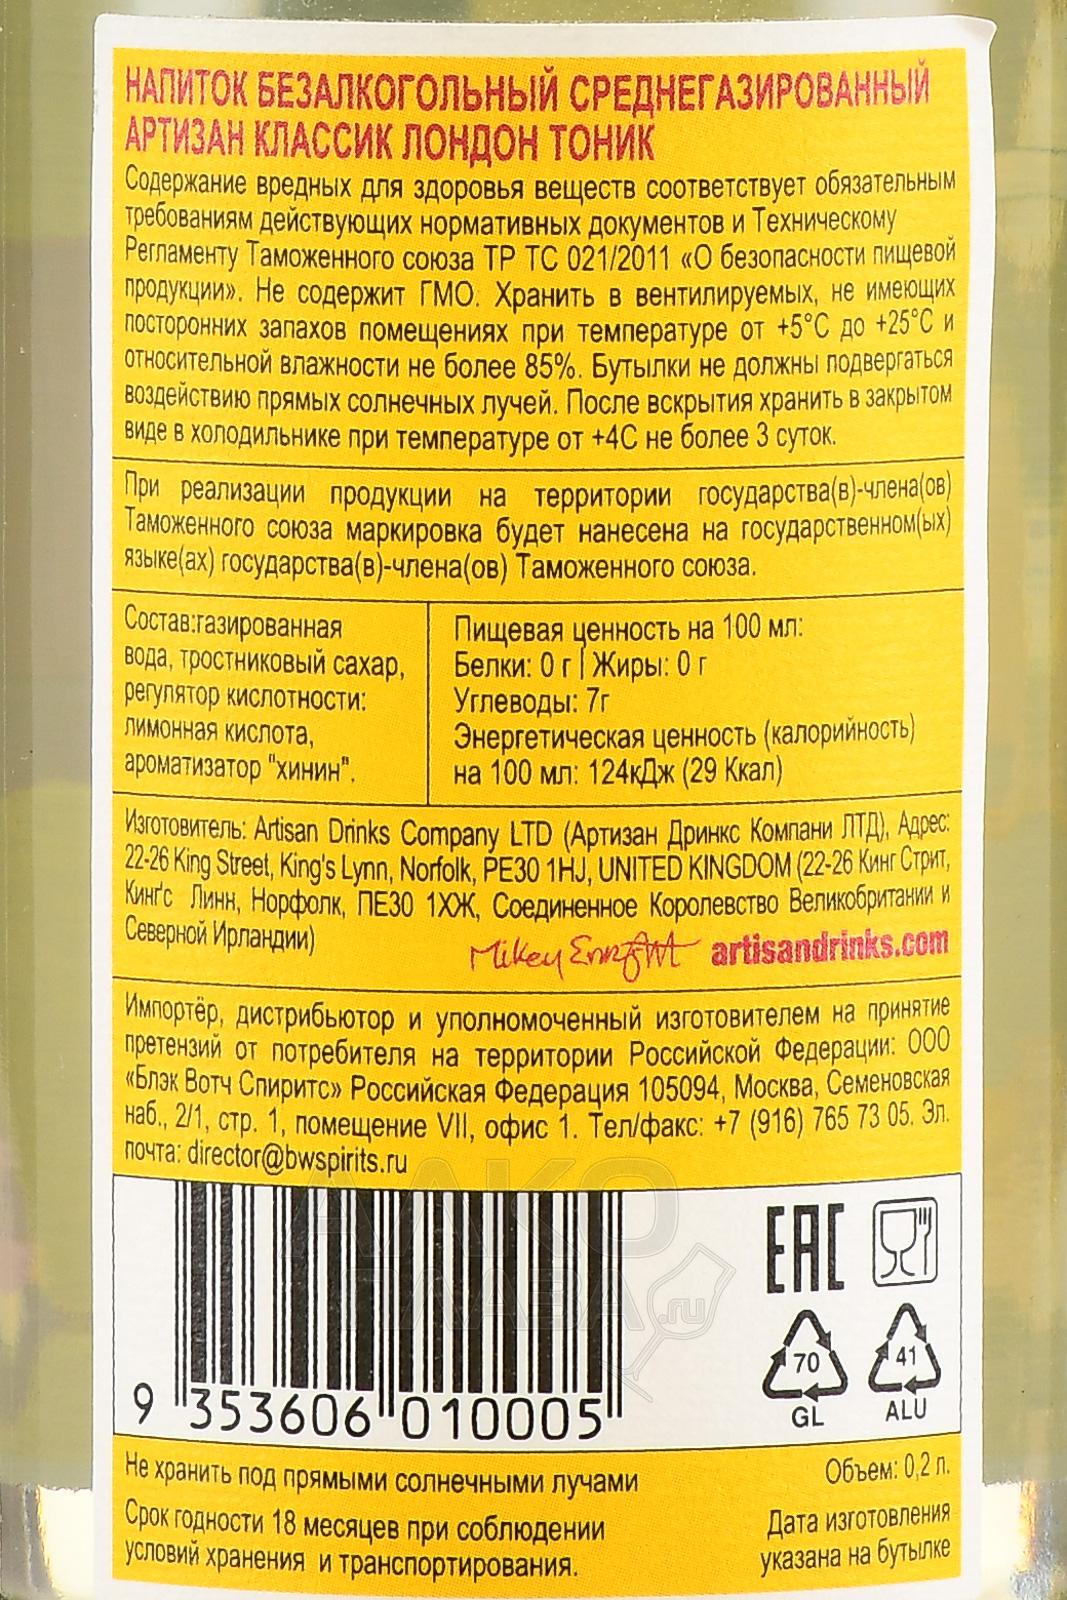 НАПИТОК БЕЗАЛКОГОЛЬНЫЙ СРЕДНЕГАЗИРОВАННЫЙ
АРТИЗАН КЛАССИК ЛОНДОН ТОНИК
Содержание вредных для здоровья веществ соответствует обязательным
требованиям действующих нормативных документов и Техническому
Регламенту Таможенного союза ТР ТС 021/2011 «О безопасности пищевой
продукции». Не содержит ГМО. Хранить в вентилируемых, не имеющих
посторонних запахов помещениях при температуре от +5°С до +25°С и
относительной влажности не более 85%. Бутылки не должны подвергаться
воздействию прямых солнечных лучей. После вскрытия хранить в закрытом
виде в холодильнике при температуре от +4С не более 3 суток.
При реализации продукции на территории государства(в)-члена(ов)
Таможенного союза маркировка будет нанесена на государственном(ых)
языке(ах) государства(в)-члена(ов) Таможенного союза.
Состав:газированная
вода, тростниковый сахар,
регулятор кислотности:
лимонная кислота,
ароматизатор "хинин".
Пищевая ценность на 100 мл:
Белки: 0 г | Жиры: 0 г
Углеводы: 7г
Энергетическая ценность (калорийность)
на 100 мл: 124кДж (29 Ккал)
Изготовитель: Artisan Drinks Company LTD (Артизан Дринкс Компани ЛТД), Адрес:
22-26 King Street, King's Lynn, Norfolk, PE30 1HJ, UNITED KINGDOM (22-26 Кинг Стрит,
Кинг'с Линн, Норфолк, ПЕ30 1ХЖ, Соединенное Королевство Великобритании и
Северной Ирландии)
Mikey Enright artisandrinks.com
Импортёр, дистрибьютор и уполномоченный изготовителем на принятие
претензий от потребителя на территории Российской Федерации: ООО
«Блэк Вотч Спиритс» Российская Федерация 105094, Москва, Семеновская
наб., 2/1, стр. 1, помещение VII, офис 1. Тел/факс: +7 (916) 765 73 05. Эл.
почта: director@bwspirits.ru
АЛКО
ГЛАВА.ru
EAC
70
GL
41
ALU
9 353606 010005
Не хранить под прямыми солнечными лучами
Срок годности 18 месяцев при соблюдении
условий хранения и транспортирования.
Объем: 0,2 л.
Дата изготовления
указана на бутылке